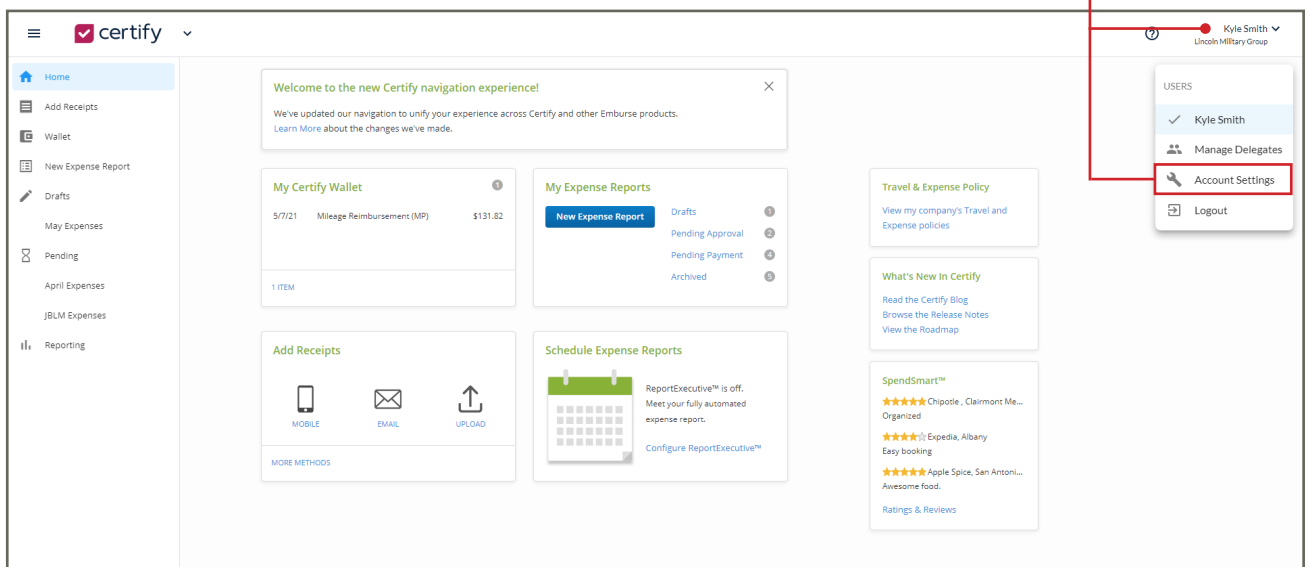 certify
Kyle Smith
Lincoln Military Group
Home
Add Receipts
Wallet
New Expense Report
Drafts
May Expenses
Pending
April Expenses
JBLM Expenses
Reporting
Welcome to the new Certify navigation experience!
We've updated our navigation to unify your experience across Certify and other Emburse products.
Learn More about the changes we've made.
My Certify Wallet 1
5/7/21 Mileage Reimbursement (MP) $131.82
1 ITEM
My Expense Reports
New Expense Report
Drafts 1
Pending Approval 2
Pending Payment 4
Archived 5
Add Receipts
MOBILE EMAIL UPLOAD
MORE METHODS
Schedule Expense Reports
ReportExecutive™ is off.
Meet your fully automated
expense report.
Configure ReportExecutive™
Travel & Expense Policy
View my company's Travel and
Expense policies
What's New In Certify
Read the Certify Blog
Browse the Release Notes
View the Roadmap
SpendSmart™
Chipotle , Clairmont Me...
Organized
Expedia, Albany
Easy booking
Apple Spice, San Antoni...
Awesome food.
Ratings & Reviews
USERS
Kyle Smith
Manage Delegates
Account Settings
Logout